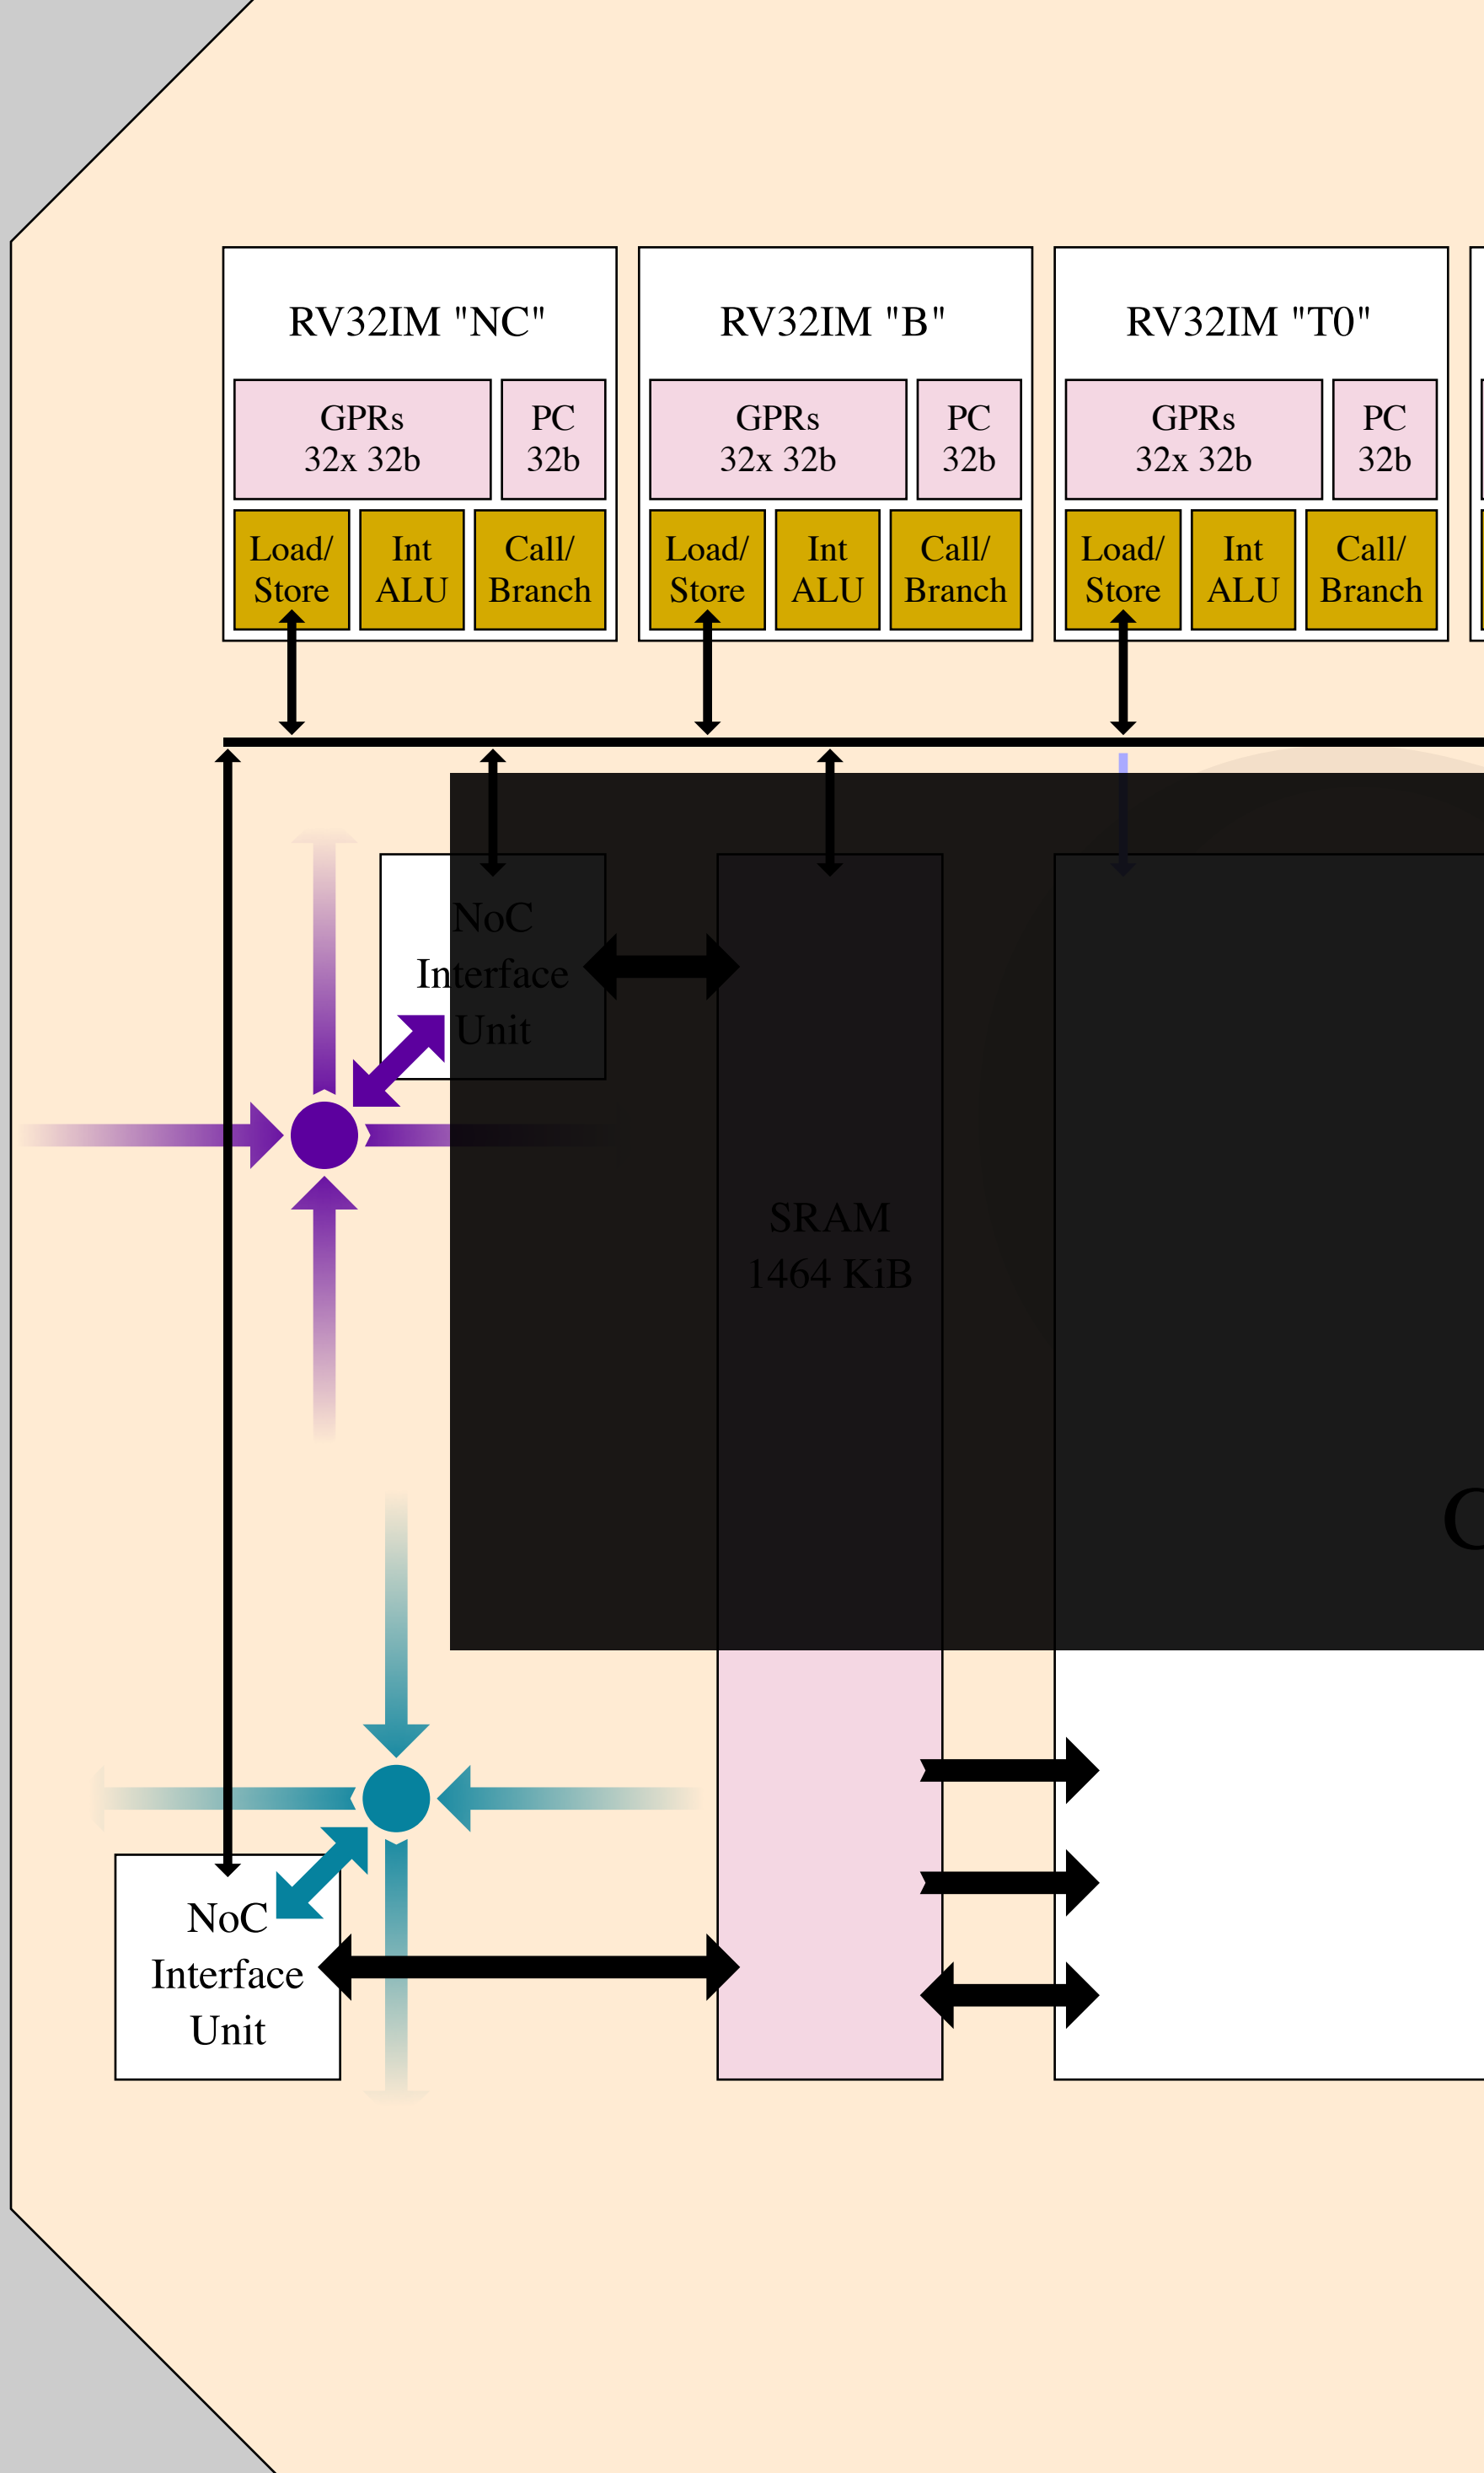 RV32IM "NC"
GPRs
32x 32b
PC
32b
Load/
Store
Int
ALU
Call/
Branch
RV32IM "B"
GPRs
32x 32b
PC
32b
Load/
Store
Int
ALU
Call/
Branch
RV32IM "T0"
GPRs
32x 32b
PC
32b
Load/
Store
Int
ALU
Call/
Branch
NoC
Interface
Unit
SRAM
1464 KiB
NoC
Interface
Unit